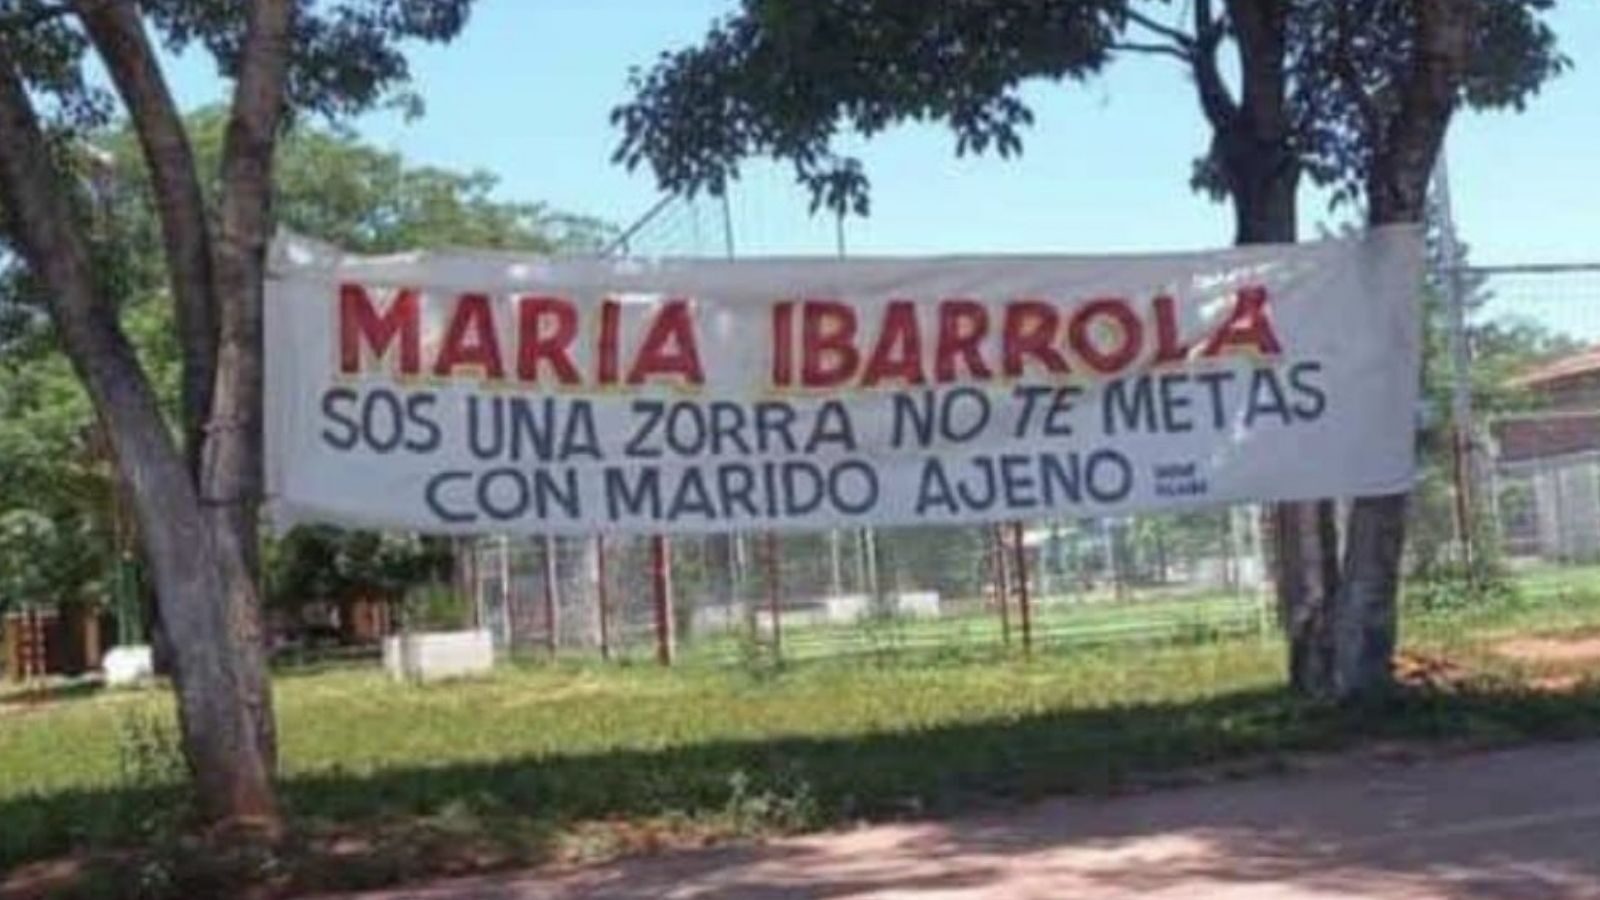 MARIA IBARROLA
SOS UNA ZORRA NO TE METAS
CON MARIDO AJENO